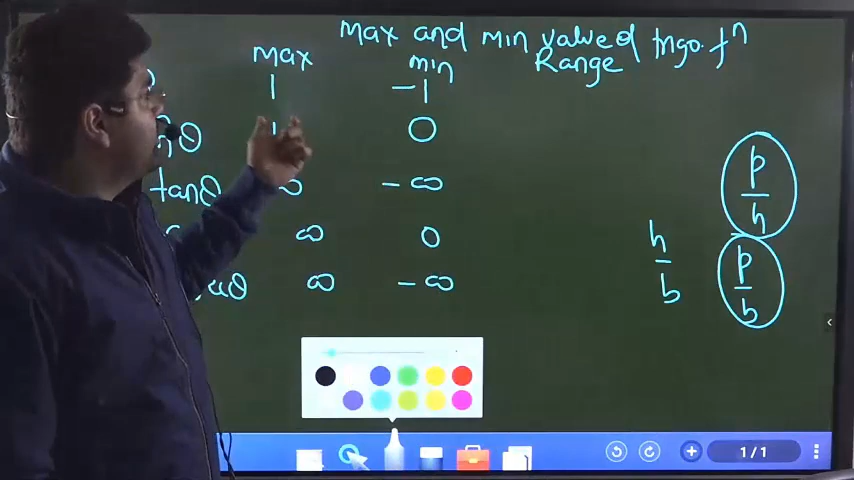 max and min value of trigo. fⁿ
Range
max min
1 -1
θ 0
tanθ ∞ -∞
∞ 0
θ ∞ -∞
p/h
h/b
p/b
1/1